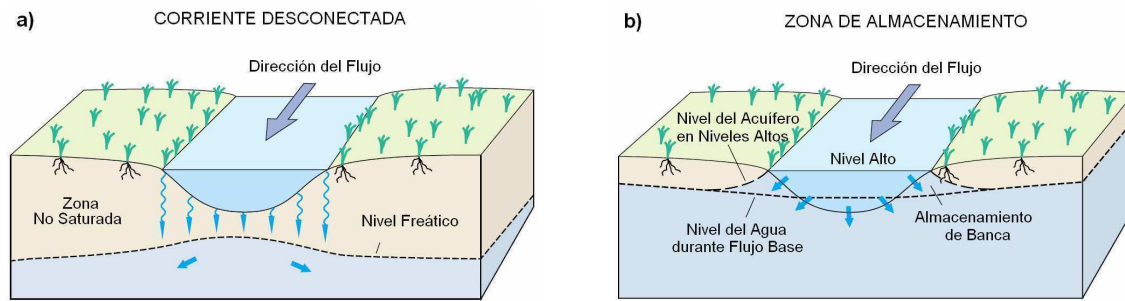 a)
CORRIENTE DESCONECTADA
Dirección del Flujo
Zona
No Saturada
Nivel Freático
b)
ZONA DE ALMACENAMIENTO
Dirección del Flujo
Nivel del Acuífero
en Niveles Altos
Nivel Alto
Nivel del Agua
durante Flujo Base
Almacenamiento
de Banca